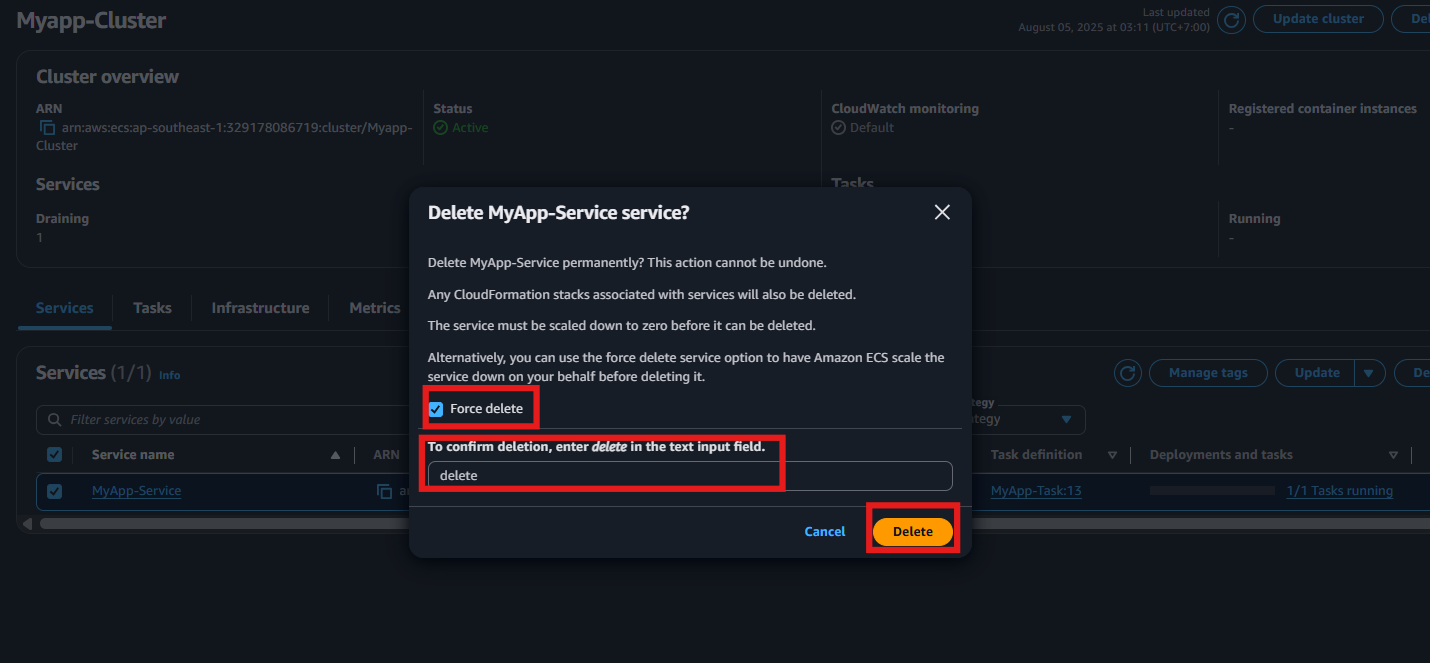 Myapp-Cluster
Last updated
August 05, 2025 at 03:11 (UTC+7:00)
Update cluster
Cluster overview
ARN
arn:aws:ecs:ap-southeast-1:329178086719:cluster/Myapp-
Cluster
Status
Active
CloudWatch monitoring
Default
Registered container instances
-
Services
Tasks
Draining
1
Running
-
Services
Tasks
Infrastructure
Metrics
Services (1/1) Info
Manage tags
Update
Filter services by value
Service name
ARN
Task definition
Deployments and tasks
MyApp-Service
MyApp-Task:13
1/1 Tasks running
Delete MyApp-Service service?
Delete MyApp-Service permanently? This action cannot be undone.
Any CloudFormation stacks associated with services will also be deleted.
The service must be scaled down to zero before it can be deleted.
Alternatively, you can use the force delete service option to have Amazon ECS scale the
service down on your behalf before deleting it.
Force delete
To confirm deletion, enter delete in the text input field.
delete
Cancel
Delete